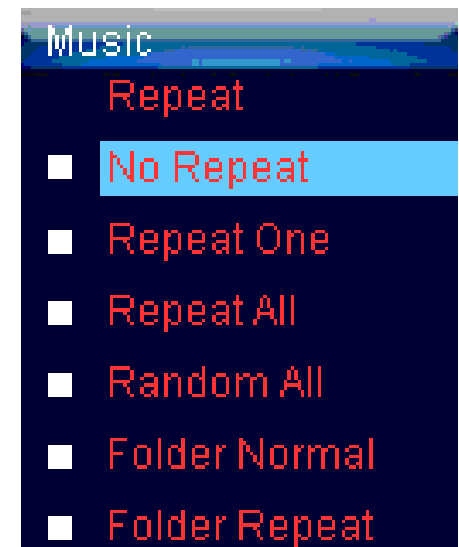 Music
Repeat
No Repeat
Repeat One
Repeat All
Random All
Folder Normal
Folder Repeat